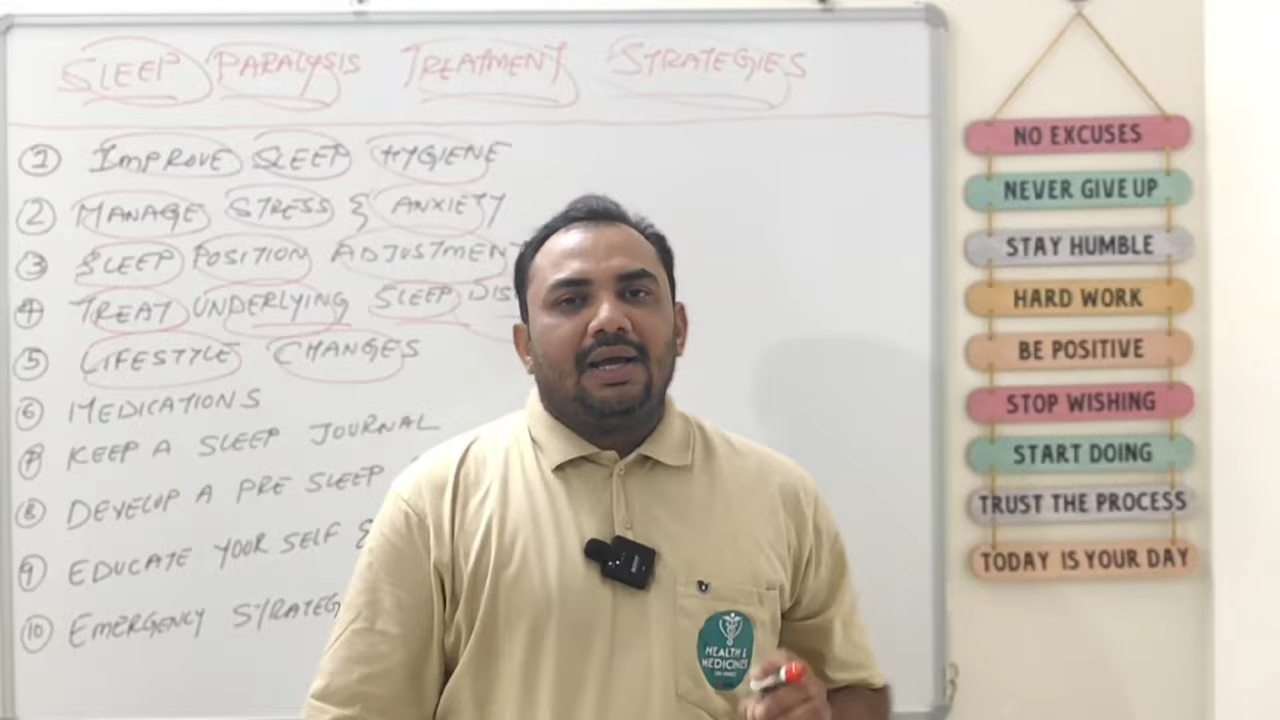 SLEEP PARALYSIS TREATMENT STRATEGIES
① IMPROVE SLEEP HYGIENE
② MANAGE STRESS & ANXIETY
③ SLEEP POSITION ADJUSTMENT
④ TREAT UNDERLYING SLEEP DIS
⑤ LIFESTYLE CHANGES
⑥ MEDICATIONS
⑦ KEEP A SLEEP JOURNAL
⑧ DEVELOP A PRE SLEEP
⑨ EDUCATE YOUR SELF &
⑩ EMERGENCY STRATEG
NO EXCUSES
NEVER GIVE UP
STAY HUMBLE
HARD WORK
BE POSITIVE
STOP WISHING
START DOING
TRUST THE PROCESS
TODAY IS YOUR DAY
HEALTH &
MEDICINES